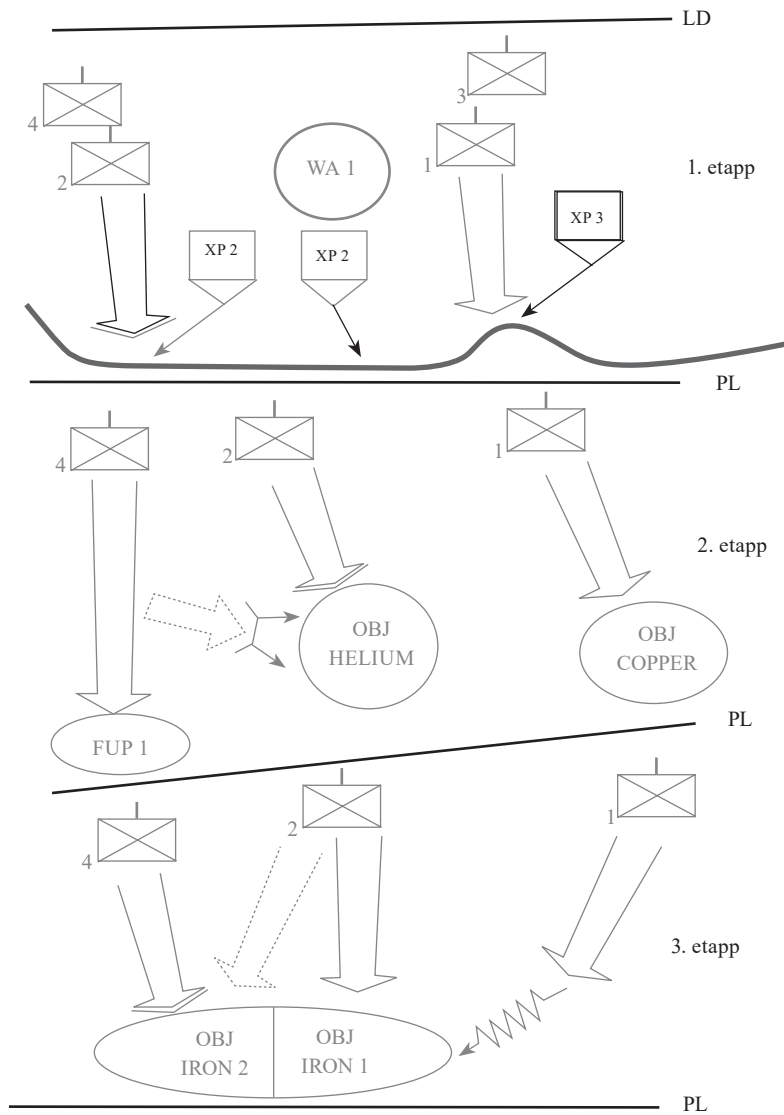 LD
3
4
1
2
WA 1
1. etapp
XP 2
XP 2
XP 3
PL
4
2
1
2. etapp
OBJ
HELIUM
OBJ
COPPER
FUP 1
PL
4
2
1
3. etapp
OBJ
IRON 2
OBJ
IRON 1
PL